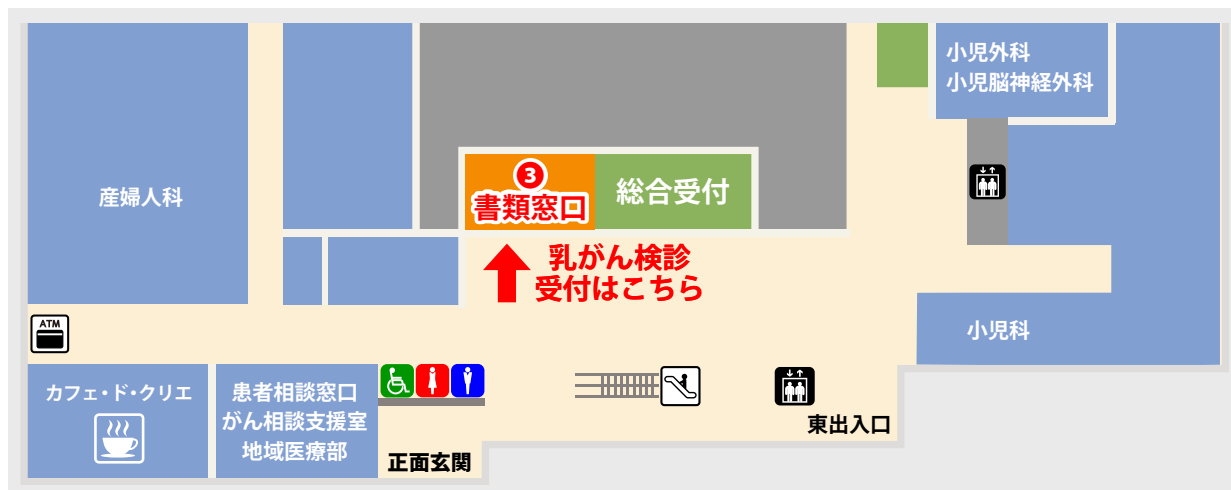 小児外科
小児脳神経外科
❸
書類窓口
総合受付
産婦人科
乳がん検診
受付はこちら
ATM
小児科
カフェ・ド・クリエ
患者相談窓口
がん相談支援室
地域医療部
東出入口
正面玄関